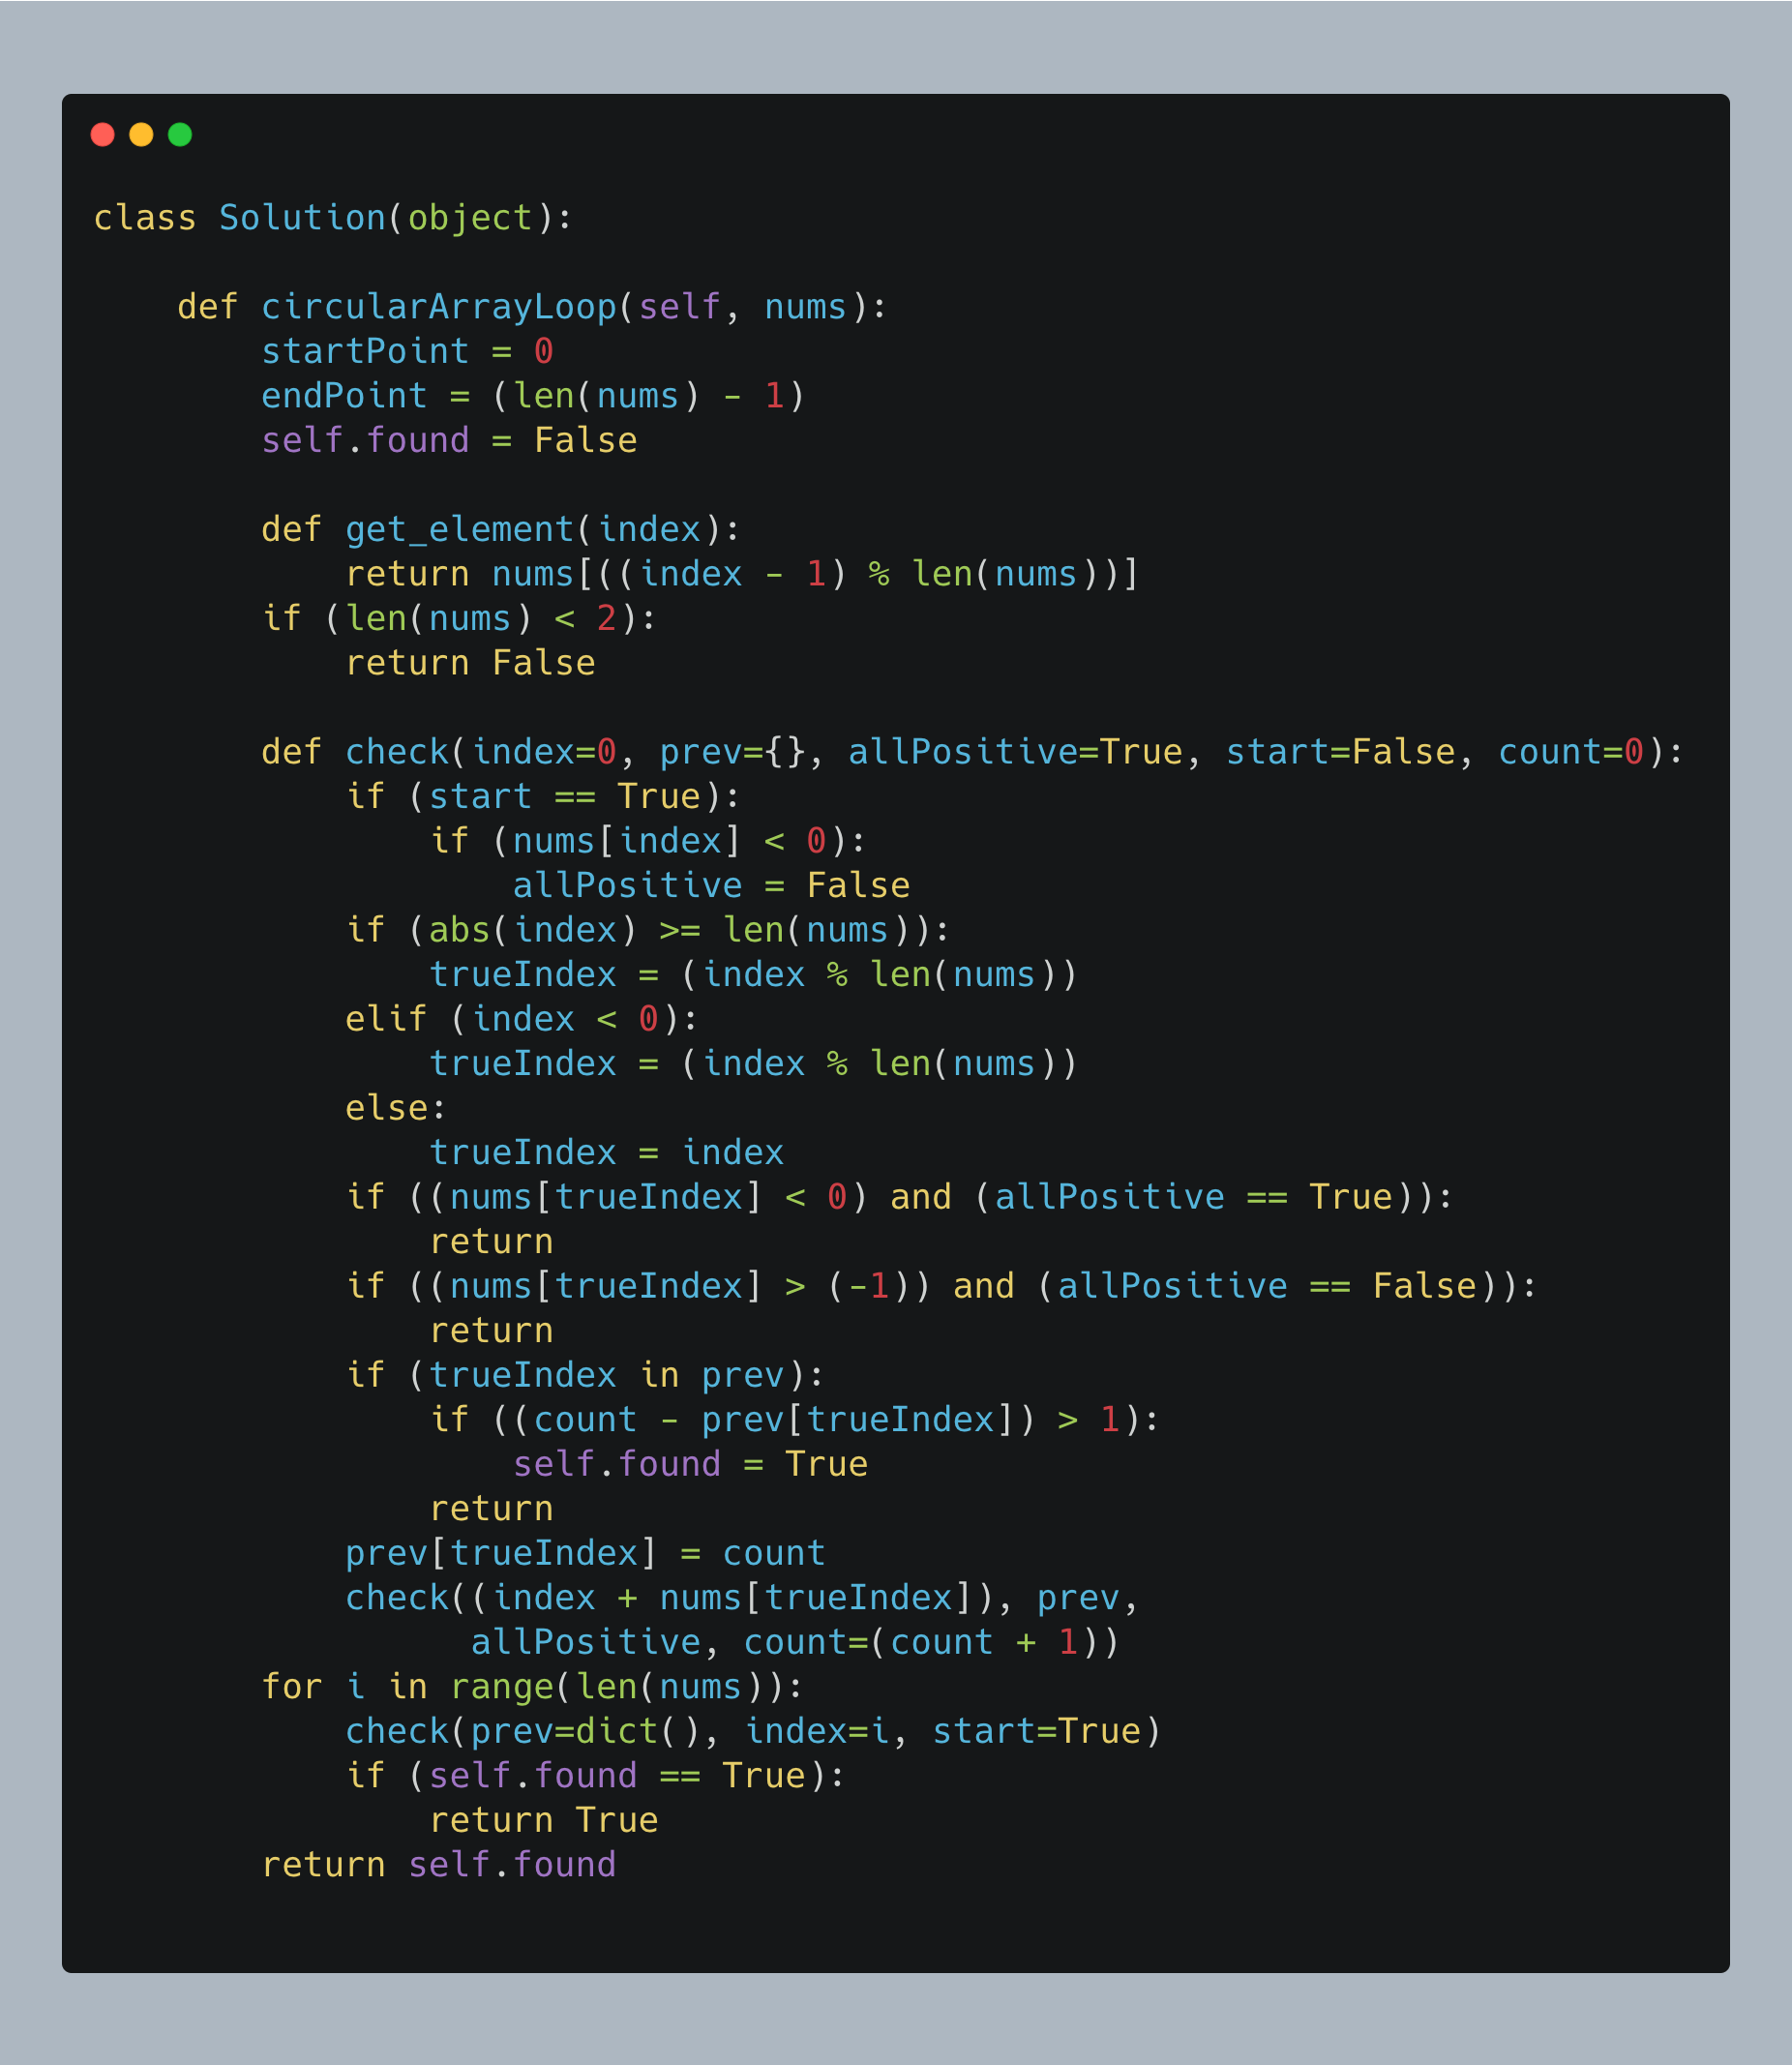 class Solution(object):

    def circularArrayLoop(self, nums):
        startPoint = 0
        endPoint = (len(nums) - 1)
        self.found = False

        def get_element(index):
            return nums[((index - 1) % len(nums))]
        if (len(nums) < 2):
            return False

        def check(index=0, prev={}, allPositive=True, start=False, count=0):
            if (start == True):
                if (nums[index] < 0):
                    allPositive = False
            if (abs(index) >= len(nums)):
                trueIndex = (index % len(nums))
            elif (index < 0):
                trueIndex = (index % len(nums))
            else:
                trueIndex = index
            if ((nums[trueIndex] < 0) and (allPositive == True)):
                return
            if ((nums[trueIndex] > (-1)) and (allPositive == False)):
                return
            if (trueIndex in prev):
                if ((count - prev[trueIndex]) > 1):
                    self.found = True
                return
            prev[trueIndex] = count
            check((index + nums[trueIndex]), prev,
                  allPositive, count=(count + 1))
        for i in range(len(nums)):
            check(prev=dict(), index=i, start=True)
            if (self.found == True):
                return True
        return self.found